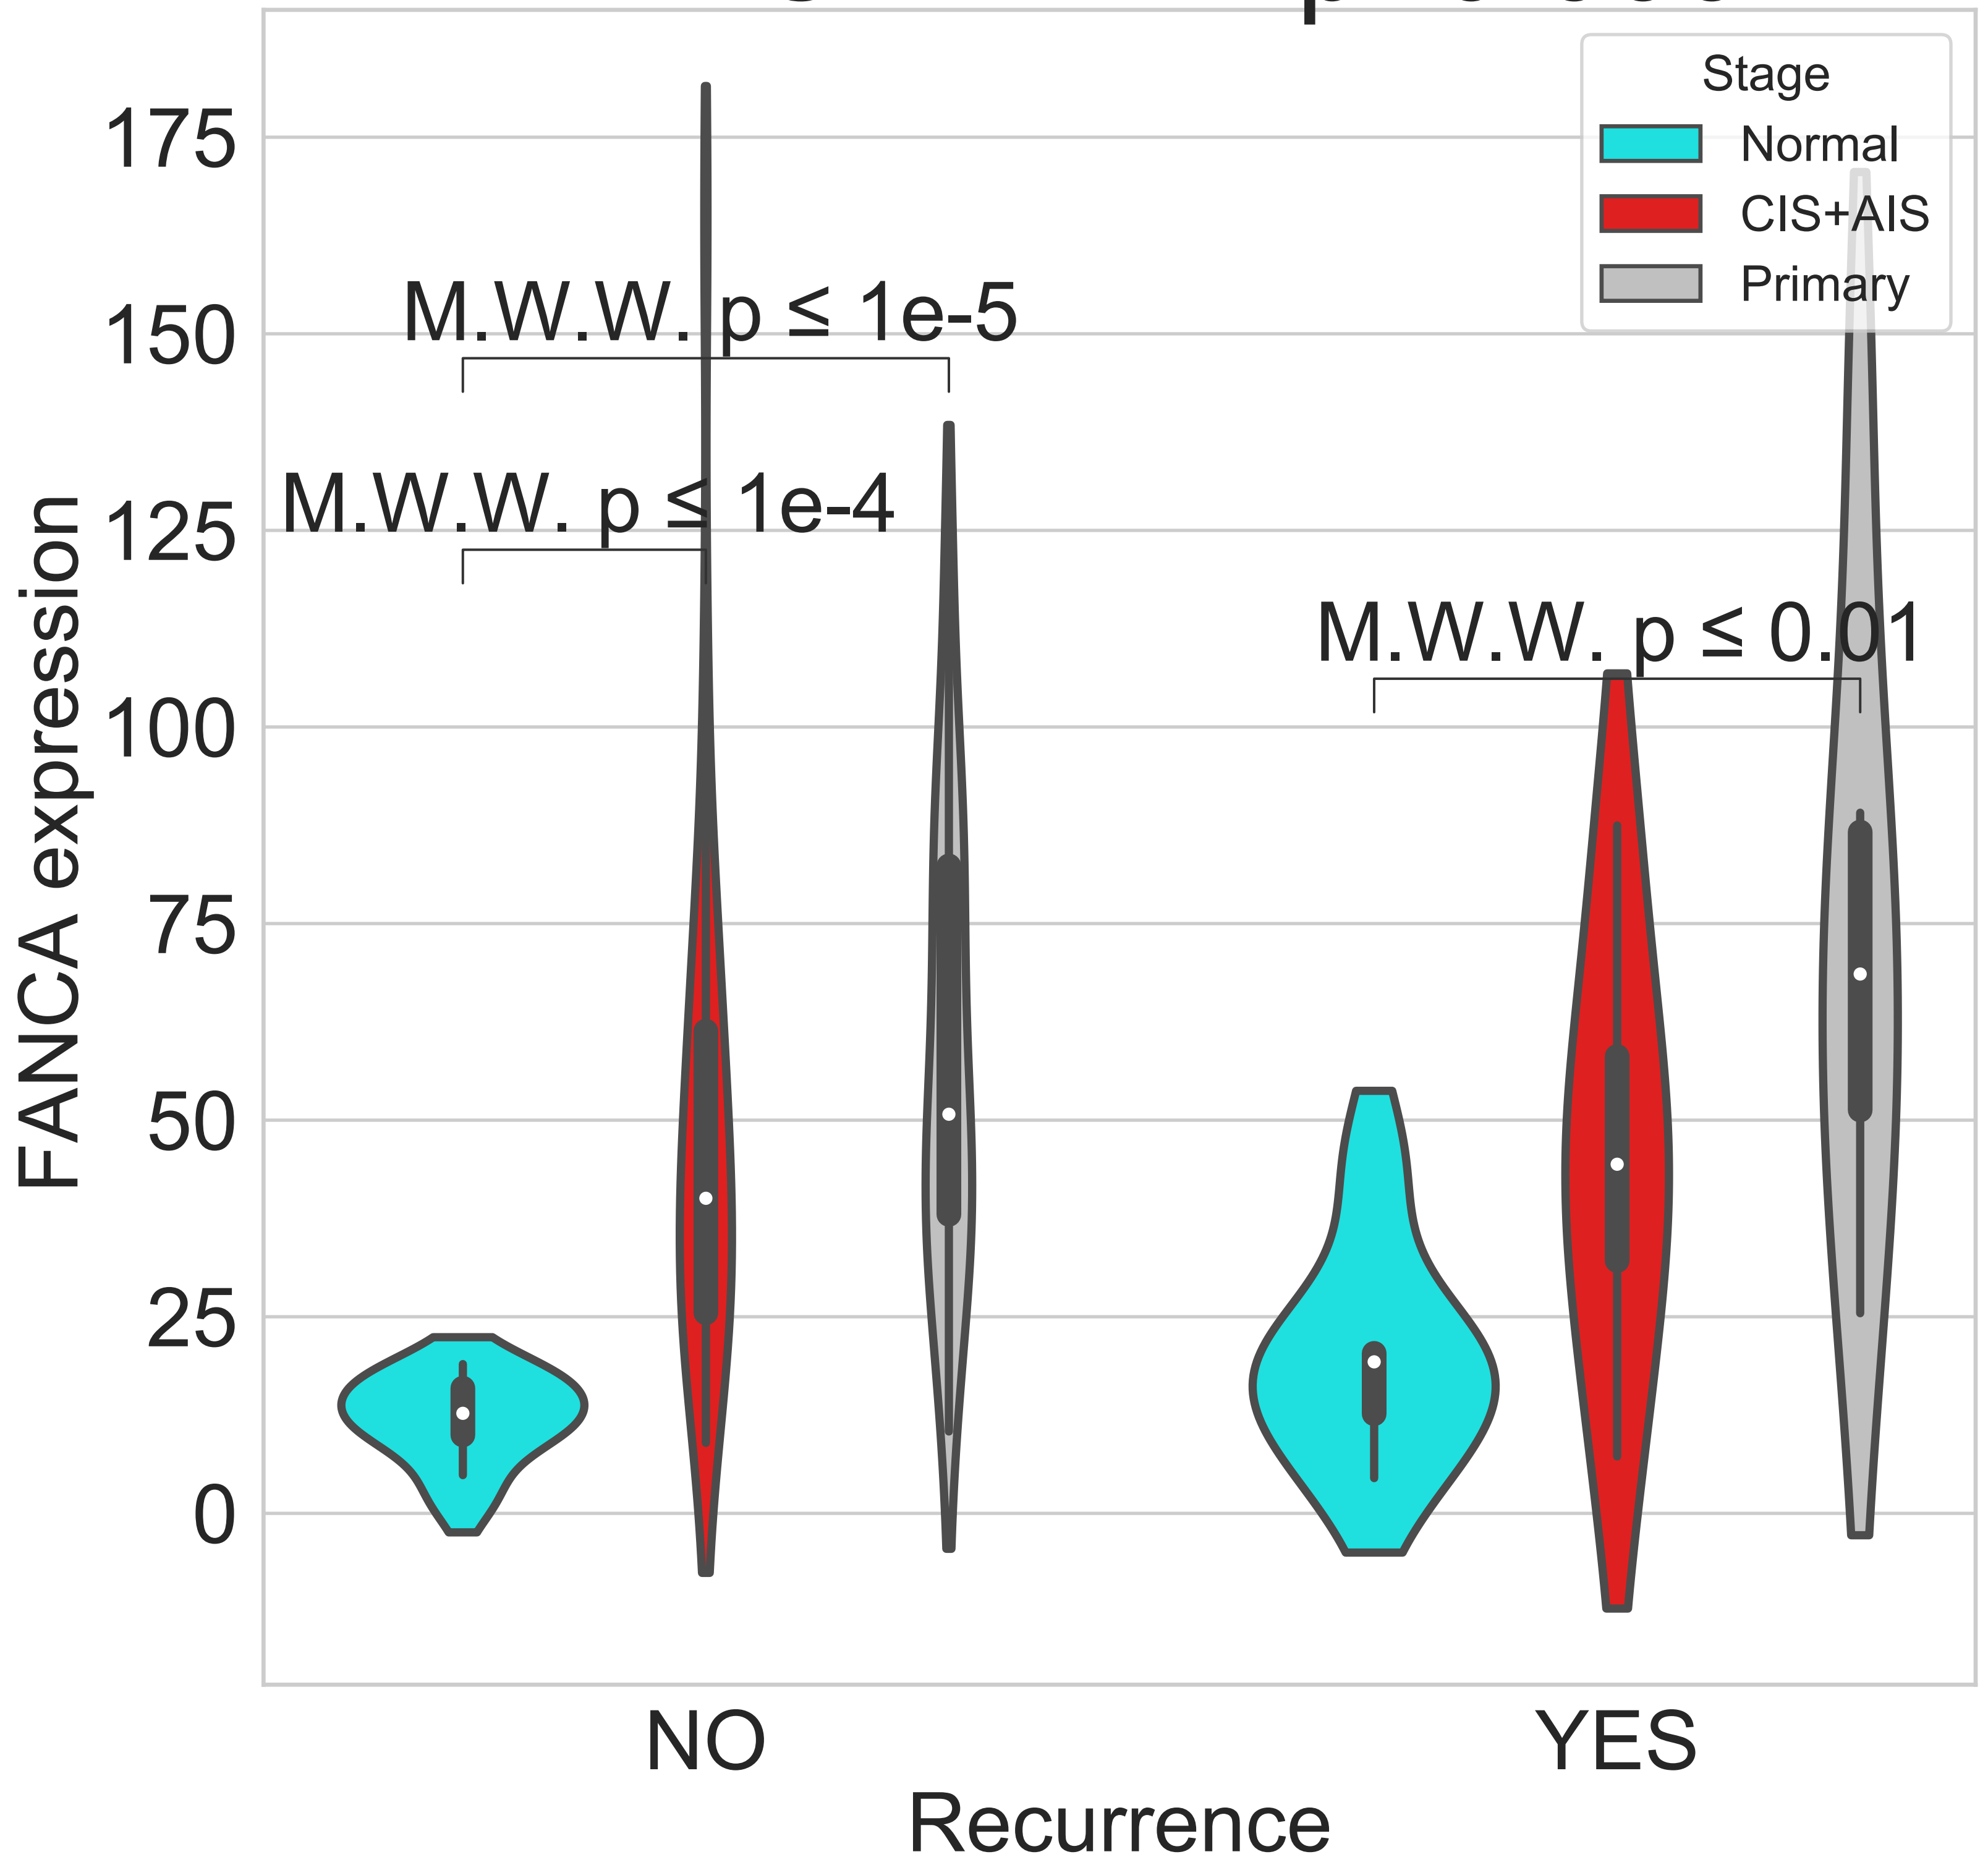 Stage
Normal
CIS+AIS
Primary
175
150
125
100
75
50
25
0
FANCA expression
M.W.W. p ≤ 1e-5
M.W.W. p ≤ 1e-4
M.W.W. p ≤ 0.01
NO
YES
Recurrence